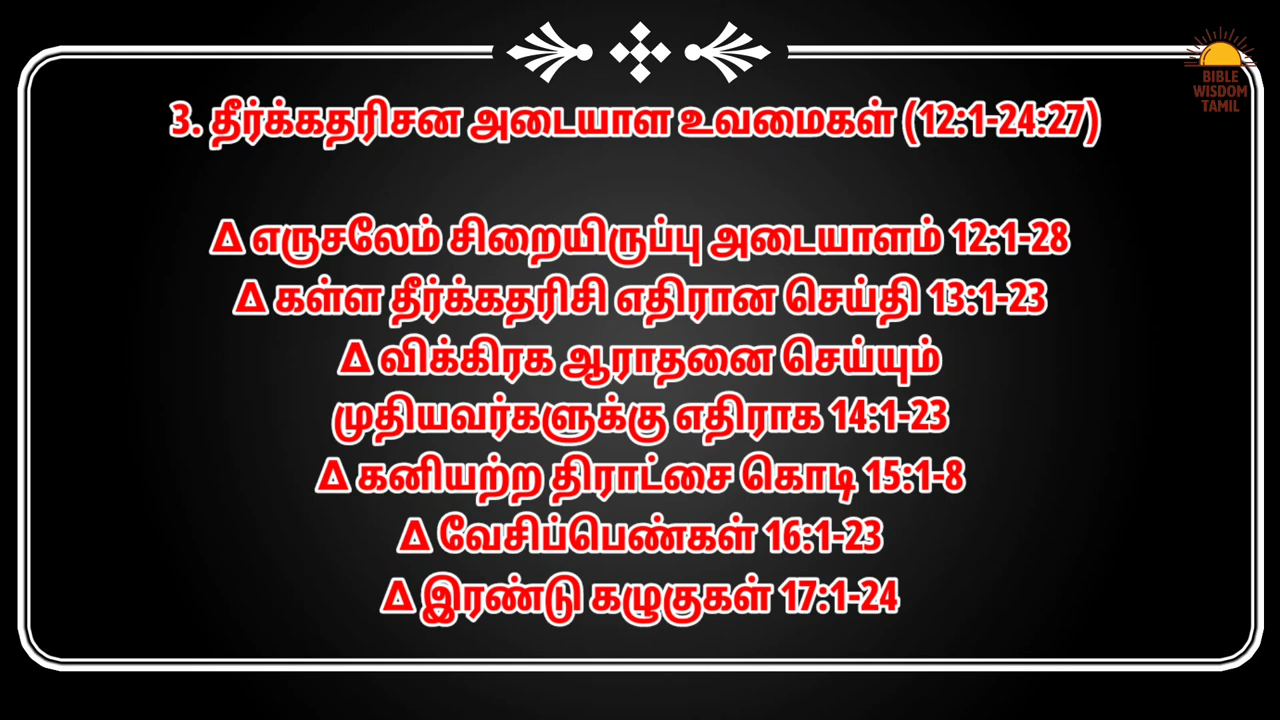 BIBLE
WISDOM
TAMIL
3. தீர்க்கதரிசன அடையாள உவமைகள் (12:1-24:27)
∆ எருசலேம் சிறையிருப்பு அடையாளம் 12:1-28
∆ கள்ள தீர்க்கதரிசி எதிரான செய்தி 13:1-23
∆ விக்கிரக ஆராதனை செய்யும்
முதியவர்களுக்கு எதிராக 14:1-23
∆ கனியற்ற திராட்சை கொடி 15:1-8
∆ வேசிப்பெண்கள் 16:1-23
∆ இரண்டு கழுகுகள் 17:1-24